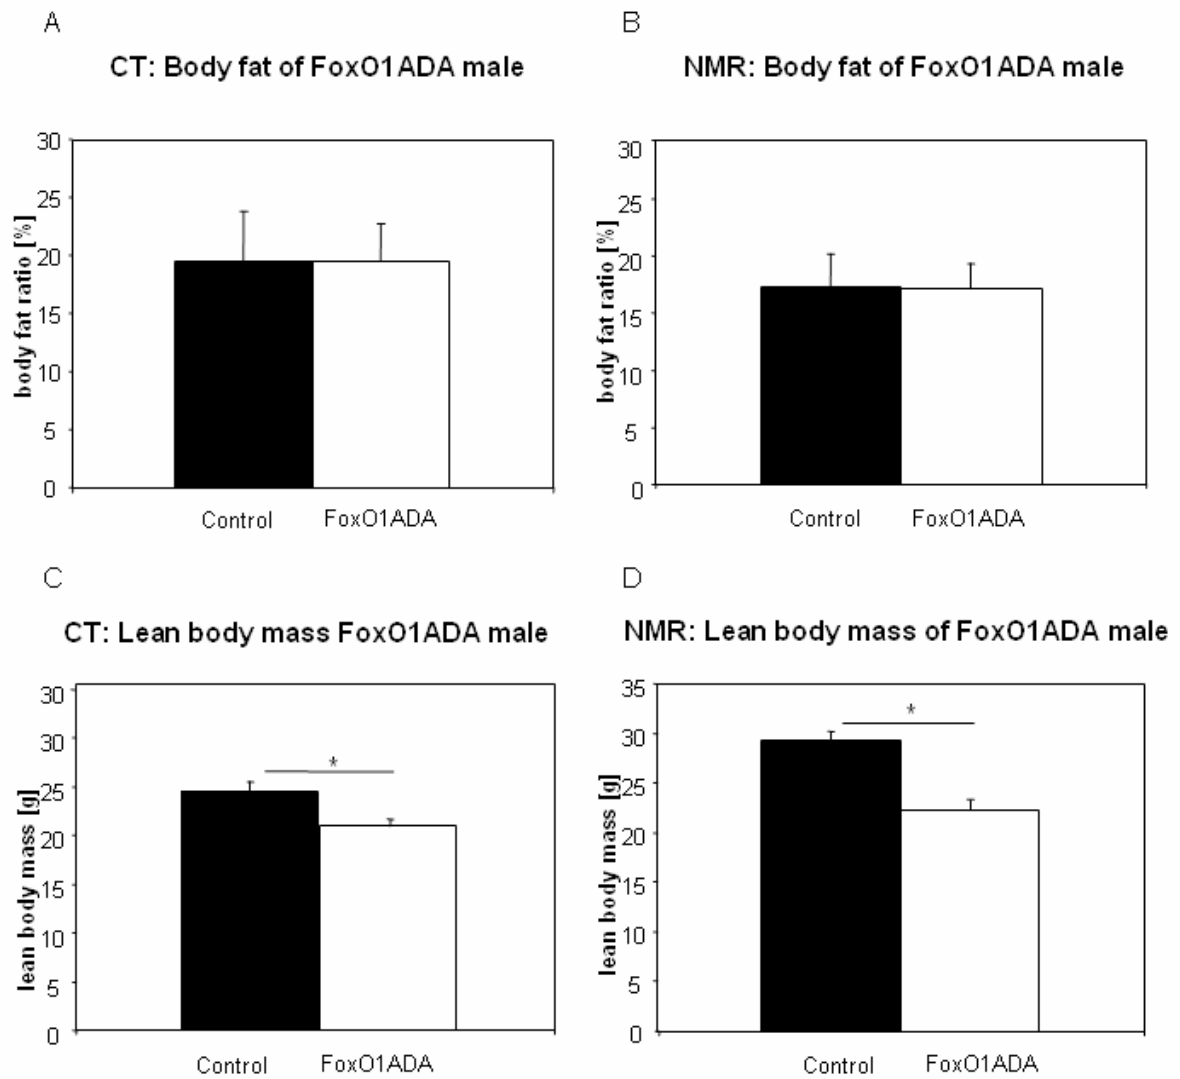 A
CT: Body fat of FoxO1ADA male
30
25
20
15
10
5
0
body fat ratio [%]
Control FoxO1ADA
B
NMR: Body fat of FoxO1ADA male
30
25
20
15
10
5
0
body fat ratio [%]
Control FoxO1ADA
C
CT: Lean body mass FoxO1ADA male
30
25
20
15
10
5
0
lean body mass [g]
*
Control FoxO1ADA
D
NMR: Lean body mass of FoxO1ADA male
35
30
25
20
15
10
5
0
lean body mass [g]
*
Control FoxO1ADA